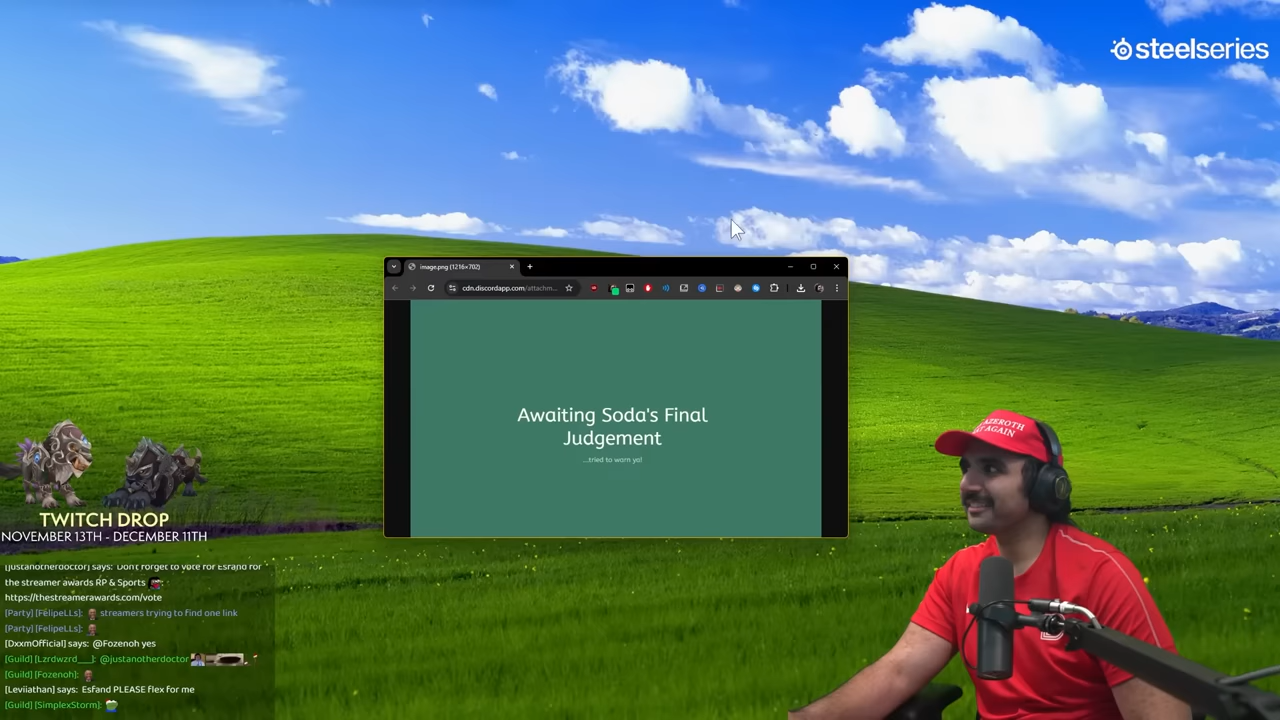 steelseries
image.png (1216×702)
cdn.discordapp.com/attachm...
Awaiting Soda's Final
Judgement
...tried to warn ya!
AZEROTH
AGAIN
TWITCH DROP
NOVEMBER 13TH - DECEMBER 11TH
[justanotherdoctor] says: Don't forget to vote for Esfand for
the streamer awards RP & Sports
https://thestreamerawards.com/vote
[Party] [FelipeLLs]: streamers trying to find one link
[Party] [FelipeLLs]:
[DxxmOfficial] says: @Fozenoh yes
[Guild] [Lzrdwzrd___]: @justanotherdoctor
[Guild] [Fozenoh]:
[Leviiathan] says: Esfand PLEASE flex for me
[Guild] [SimplexStorm]: